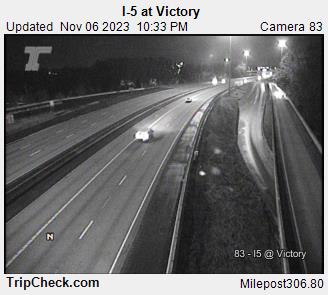 I-5 at Victory
Updated Nov 06 2023 10:33 PM Camera 83
T
N
83 - I5 @ Victory
TripCheck.com Milepost306.80